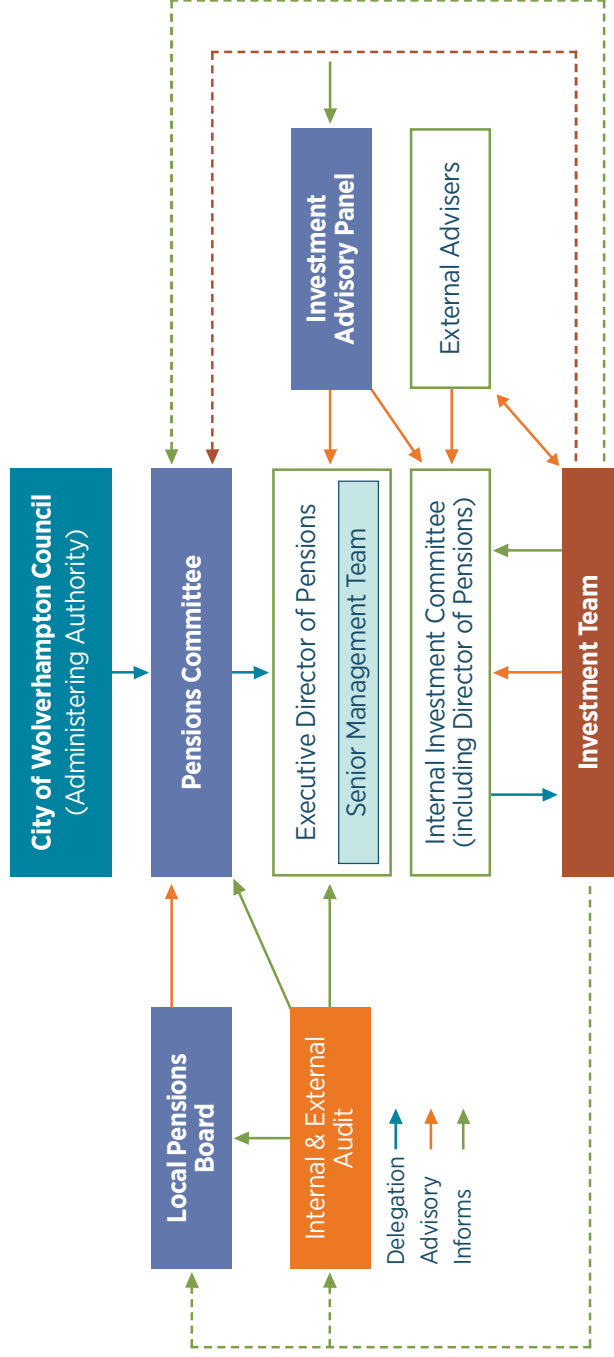 City of Wolverhampton Council
(Administering Authority)
Local Pensions
Board
Pensions Committee
Internal & External
Audit
Executive Director of Pensions
Senior Management Team
Investment
Advisory Panel
Internal Investment Committee
(including Director of Pensions)
External Advisers
Investment Team
Delegation
Advisory
Informs